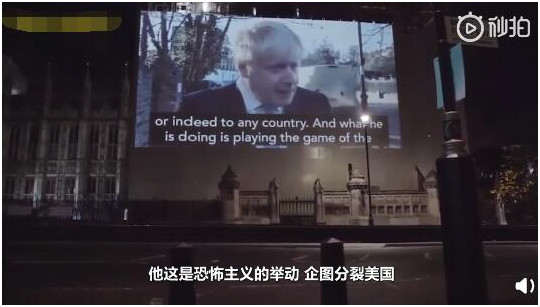 秒拍
or indeed to any country. And what he
is doing is playing the game of the
他这是恐怖主义的举动 企图分裂美国